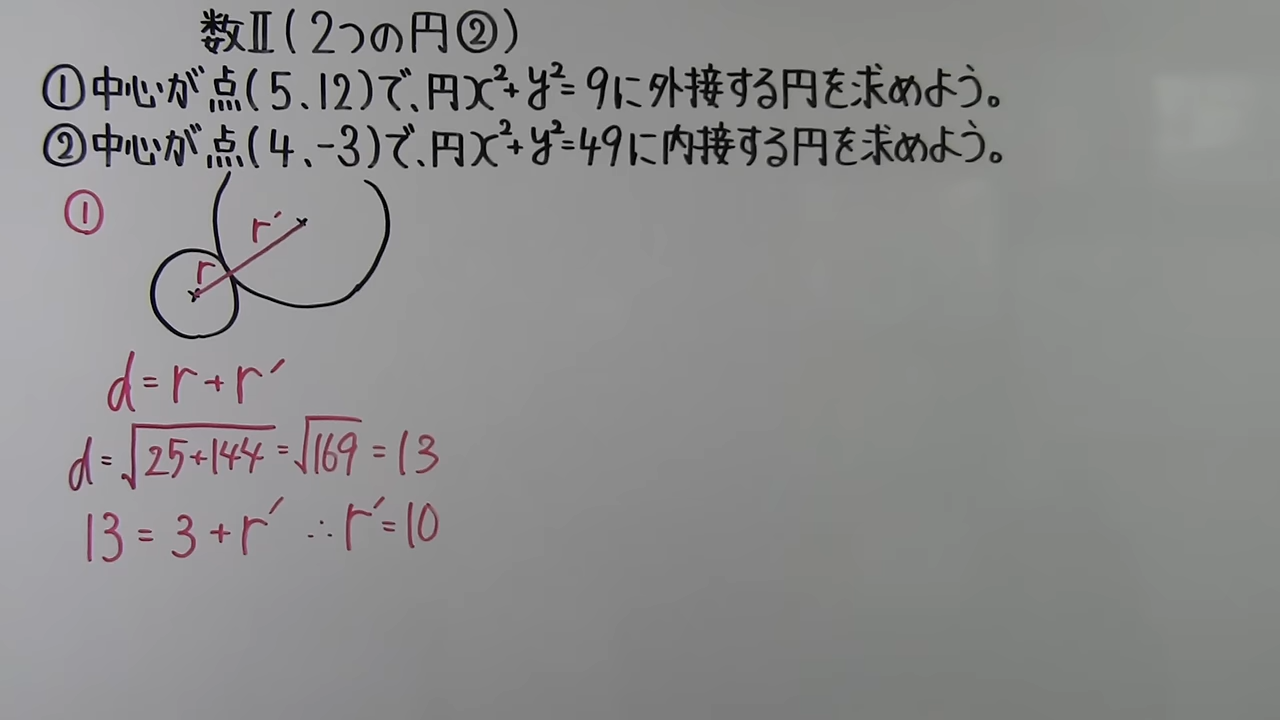 数Ⅱ(2つの円②)
①中心が点(5、12)で、円x²+y²=9に外接する円を求めよう。
②中心が点(4、-3)で、円x²+y²=49に内接する円を求めよう。
①
r′
r
d=r+r′
d=√25+144=√169=13
13=3+r′ ∴r′=10